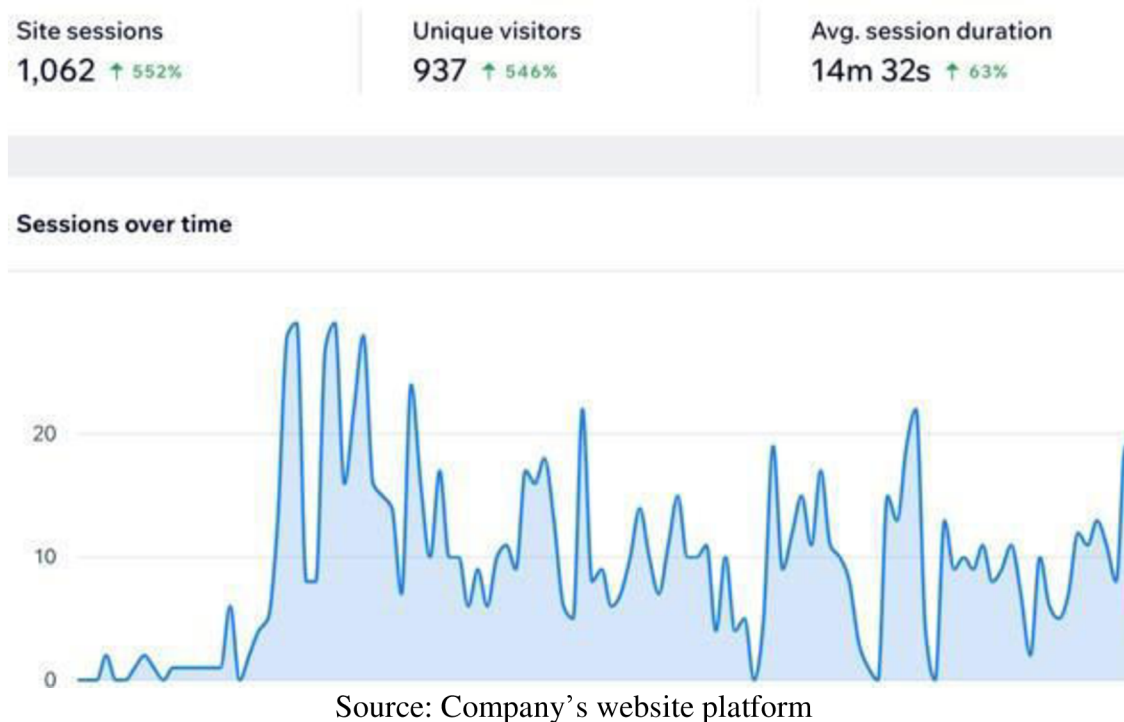 Site sessions
1,062 ↑ 552%
Unique visitors
937 ↑ 546%
Avg. session duration
14m 32s ↑ 63%
Sessions over time
20
10
0
Source: Company’s website platform